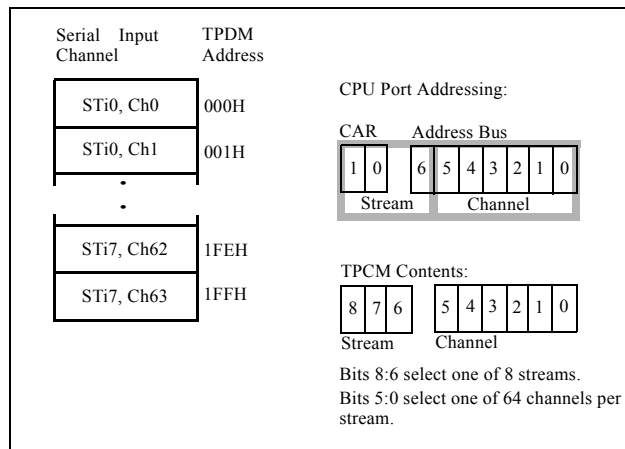 Serial Input Channel
TPDM Address
STi0, Ch0
000H
STi0, Ch1
001H
STi7, Ch62
1FEH
STi7, Ch63
1FFH
CPU Port Addressing:
CAR
Address Bus
1 0
6 5 4 3 2 1 0
Stream
Channel
TPCM Contents:
8 7 6
5 4 3 2 1 0
Stream
Channel
Bits 8:6 select one of 8 streams.
Bits 5:0 select one of 64 channels per
stream.